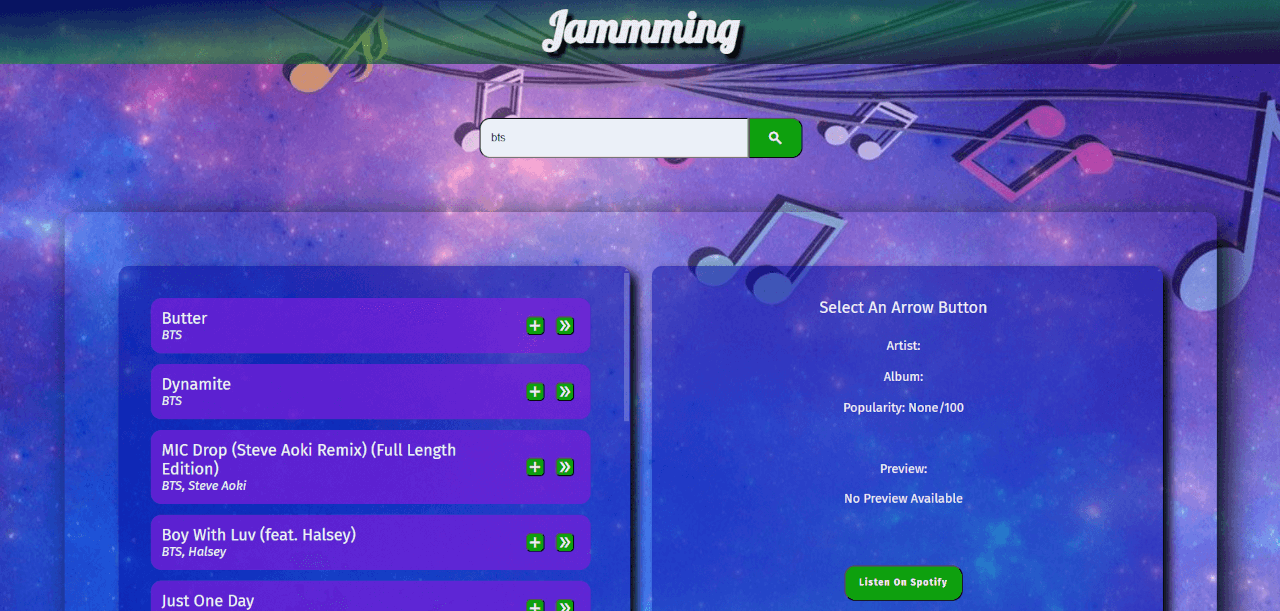 Jammming
bts
Butter
BTS
Dynamite
BTS
MIC Drop (Steve Aoki Remix) (Full Length
Edition)
BTS, Steve Aoki
Boy With Luv (feat. Halsey)
BTS, Halsey
Just One Day
Select An Arrow Button
Artist:
Album:
Popularity: None/100
Preview:
No Preview Available
Listen On Spotify